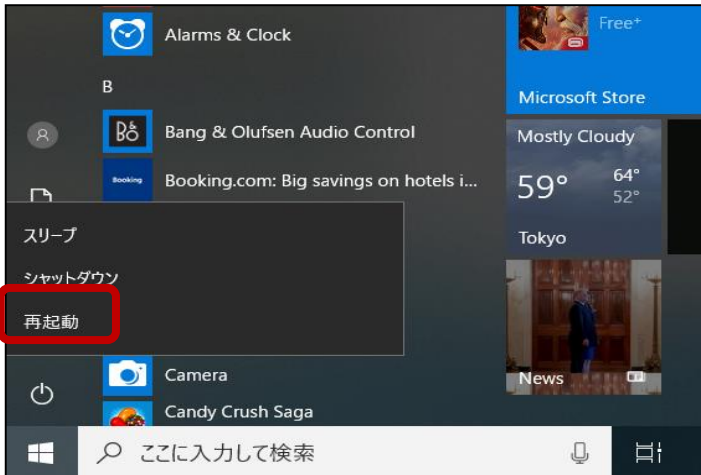 Alarms & Clock
B
Bang & Olufsen Audio Control
Booking
Booking.com: Big savings on hotels i...
スリープ
シャットダウン
再起動
Camera
Candy Crush Saga
ここに入力して検索
Free+
Microsoft Store
Mostly Cloudy
59°
64°
52°
Tokyo
News